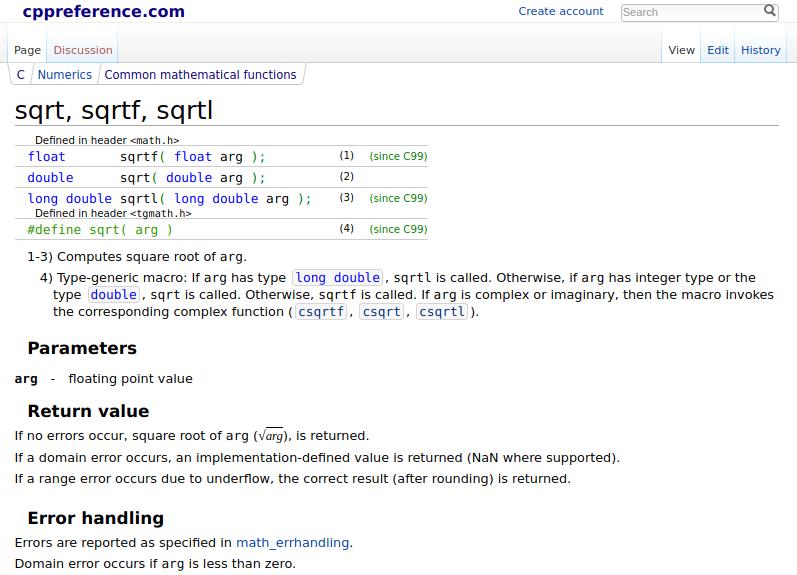 cppreference.com
Create account
Search
Page Discussion View Edit History
C Numerics Common mathematical functions
sqrt, sqrtf, sqrtl
Defined in header <math.h>
float sqrtf( float arg ); (1) (since C99)
double sqrt( double arg ); (2)
long double sqrtl( long double arg ); (3) (since C99)
Defined in header <tgmath.h>
#define sqrt( arg ) (4) (since C99)
1-3) Computes square root of arg.
4) Type-generic macro: If arg has type long double, sqrtl is called. Otherwise, if arg has integer type or the
type double, sqrt is called. Otherwise, sqrtf is called. If arg is complex or imaginary, then the macro invokes
the corresponding complex function (csqrtf, csqrt, csqrtl).
Parameters
arg - floating point value
Return value
If no errors occur, square root of arg (√arg), is returned.
If a domain error occurs, an implementation-defined value is returned (NaN where supported).
If a range error occurs due to underflow, the correct result (after rounding) is returned.
Error handling
Errors are reported as specified in math_errhandling.
Domain error occurs if arg is less than zero.